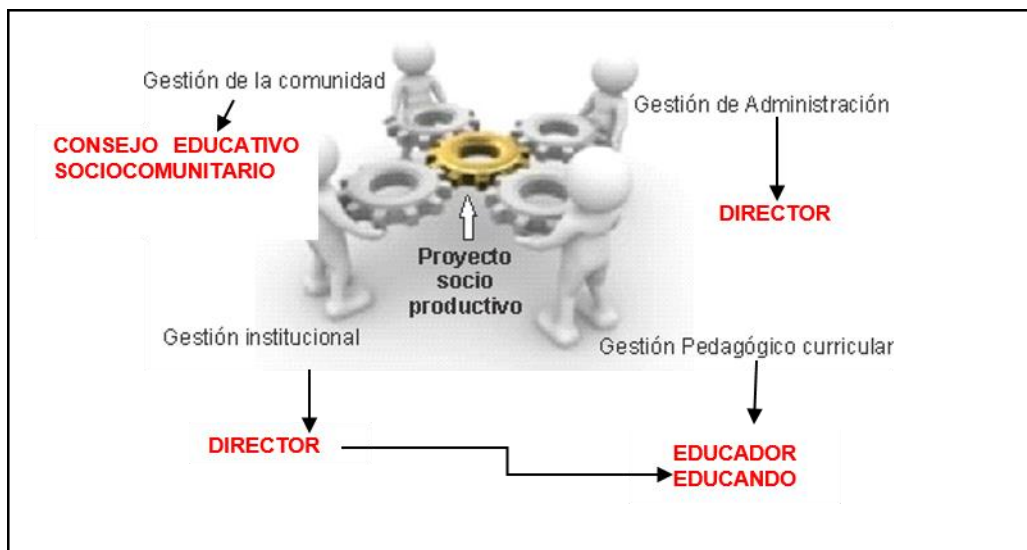 Gestión de la comunidad
CONSEJO EDUCATIVO
SOCIOCOMUNITARIO
Gestión de Administración
DIRECTOR
Proyecto
socio
productivo
Gestión institucional
DIRECTOR
Gestión Pedagógico curricular
EDUCADOR
EDUCANDO